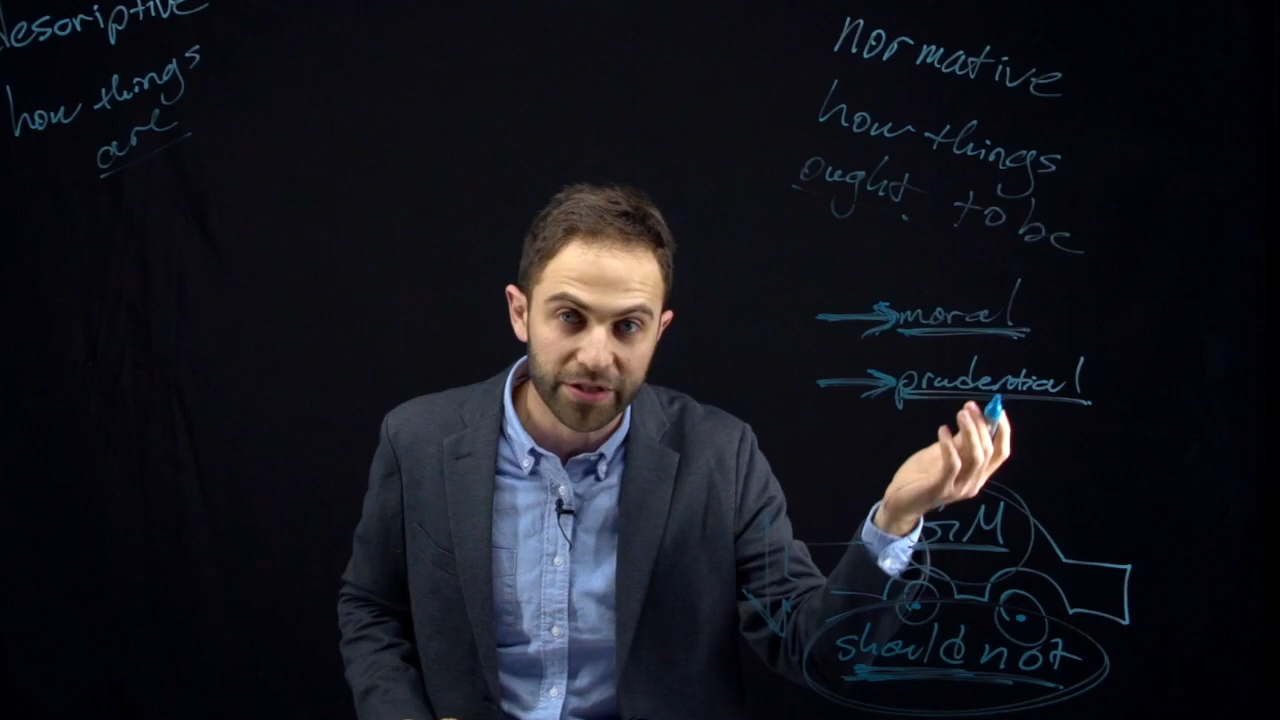 descriptive
how things
are
normative
how things
ought to be
moral
prudential
should not